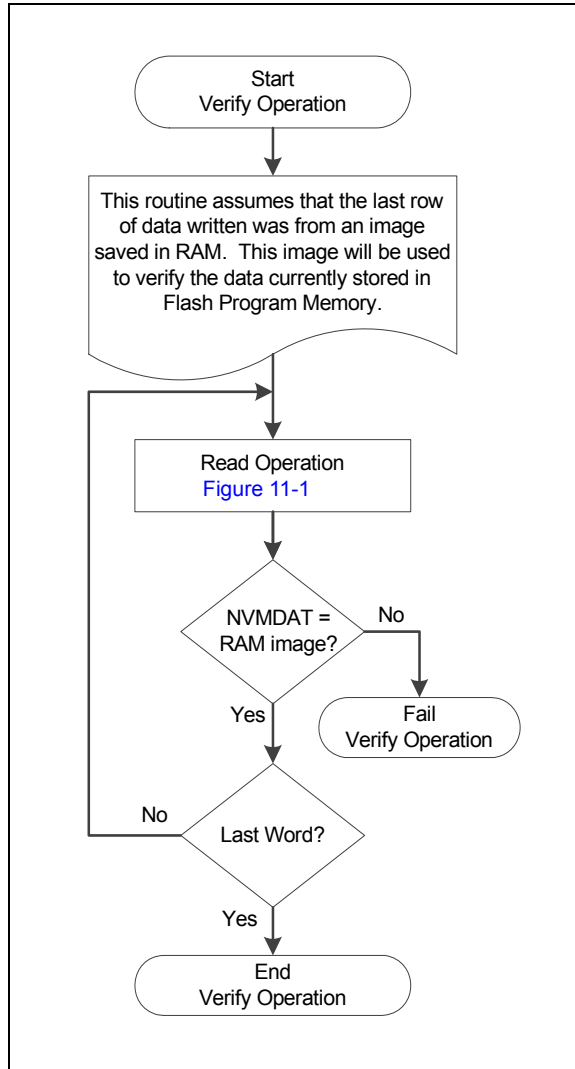 Start
Verify Operation
This routine assumes that the last row
of data written was from an image
saved in RAM.  This image will be used
to verify the data currently stored in
Flash Program Memory.
Read Operation
Figure 11-1
NVMDAT =
RAM image?
No
Yes
Fail
Verify Operation
No
Last Word?
Yes
End
Verify Operation